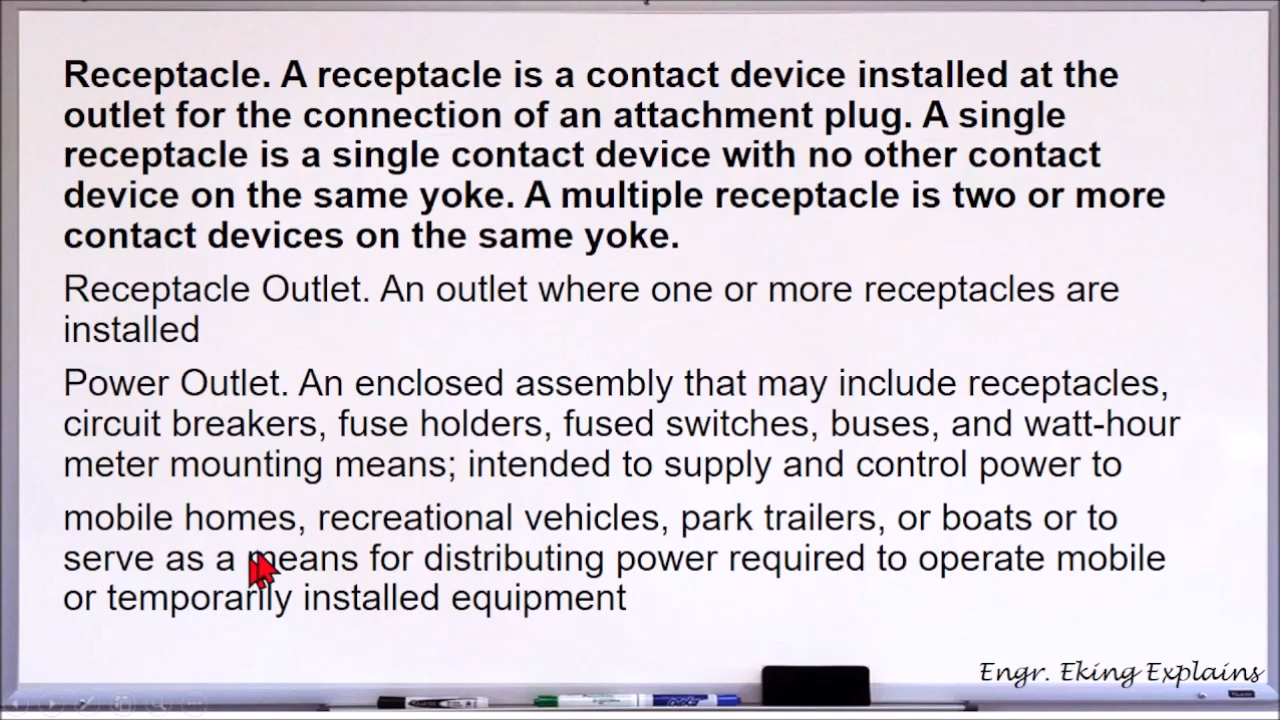 Receptacle. A receptacle is a contact device installed at the
outlet for the connection of an attachment plug. A single
receptacle is a single contact device with no other contact
device on the same yoke. A multiple receptacle is two or more
contact devices on the same yoke.
Receptacle Outlet. An outlet where one or more receptacles are
installed
Power Outlet. An enclosed assembly that may include receptacles,
circuit breakers, fuse holders, fused switches, buses, and watt-hour
meter mounting means; intended to supply and control power to
mobile homes, recreational vehicles, park trailers, or boats or to
serve as a means for distributing power required to operate mobile
or temporarily installed equipment
Engr. Eking Explains